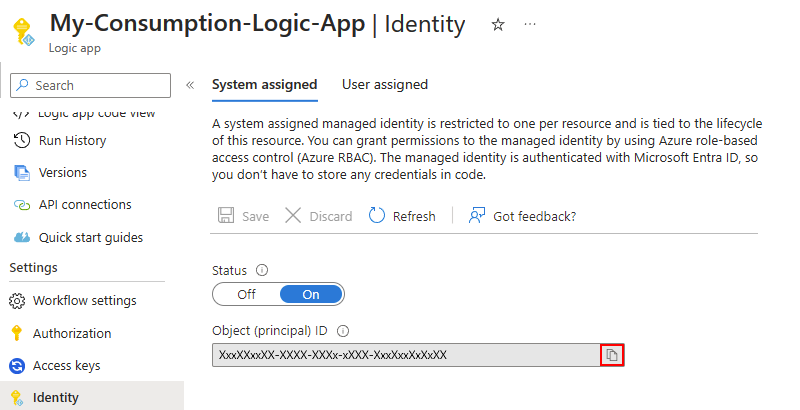 My-Consumption-Logic-App | Identity
Logic app
Search
Logic app code view
Run History
Versions
API connections
Quick start guides
Settings
Workflow settings
Authorization
Access keys
Identity
System assigned
User assigned
A system assigned managed identity is restricted to one per resource and is tied to the lifecycle
of this resource. You can grant permissions to the managed identity by using Azure role-based
access control (Azure RBAC). The managed identity is authenticated with Microsoft Entra ID, so
you don’t have to store any credentials in code.
Save
Discard
Refresh
Got feedback?
Status
Off
On
Object (principal) ID
XxxXXxxXX-XXXX-XXXx-xXXX-XxxXxxXxXxXX